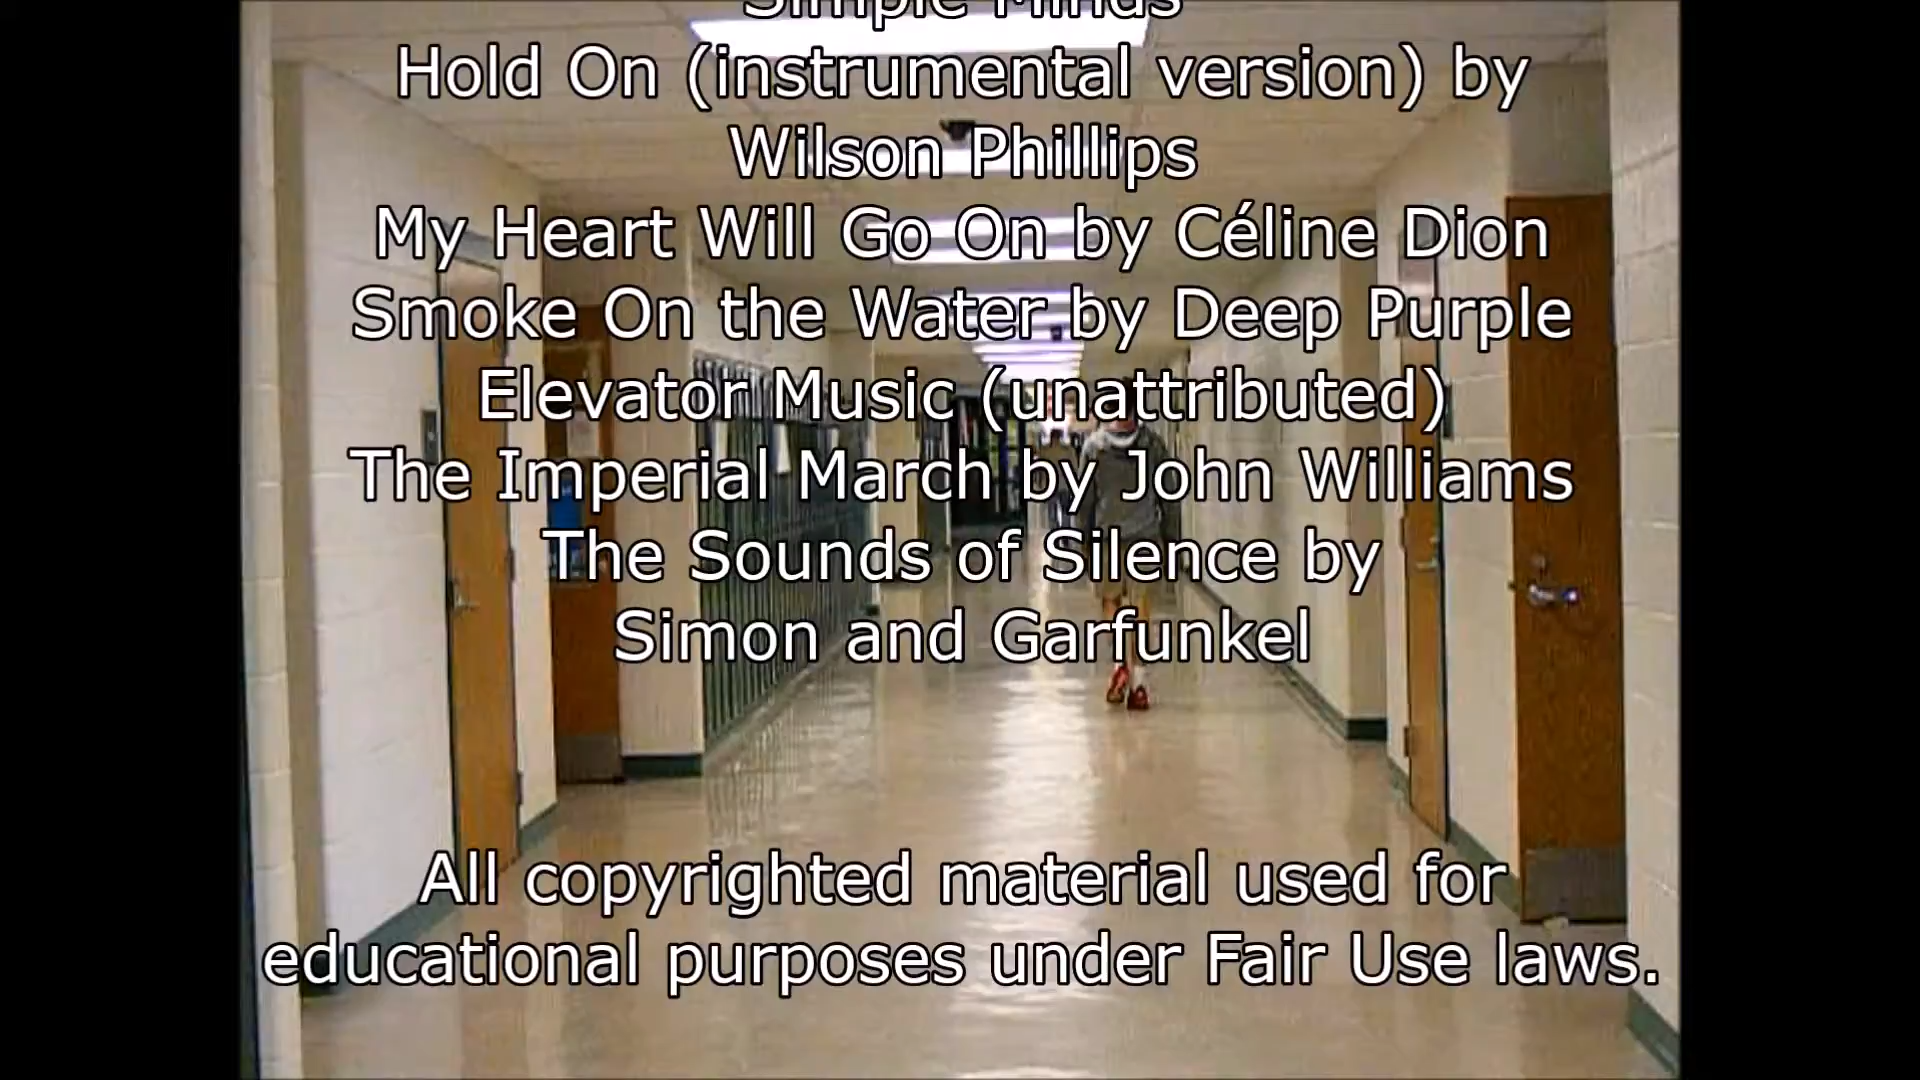 Simple Minds
Hold On (instrumental version) by
Wilson Phillips
My Heart Will Go On by Céline Dion
Smoke On the Water by Deep Purple
Elevator Music (unattributed)
The Imperial March by John Williams
The Sounds of Silence by
Simon and Garfunkel
All copyrighted material used for
educational purposes under Fair Use laws.